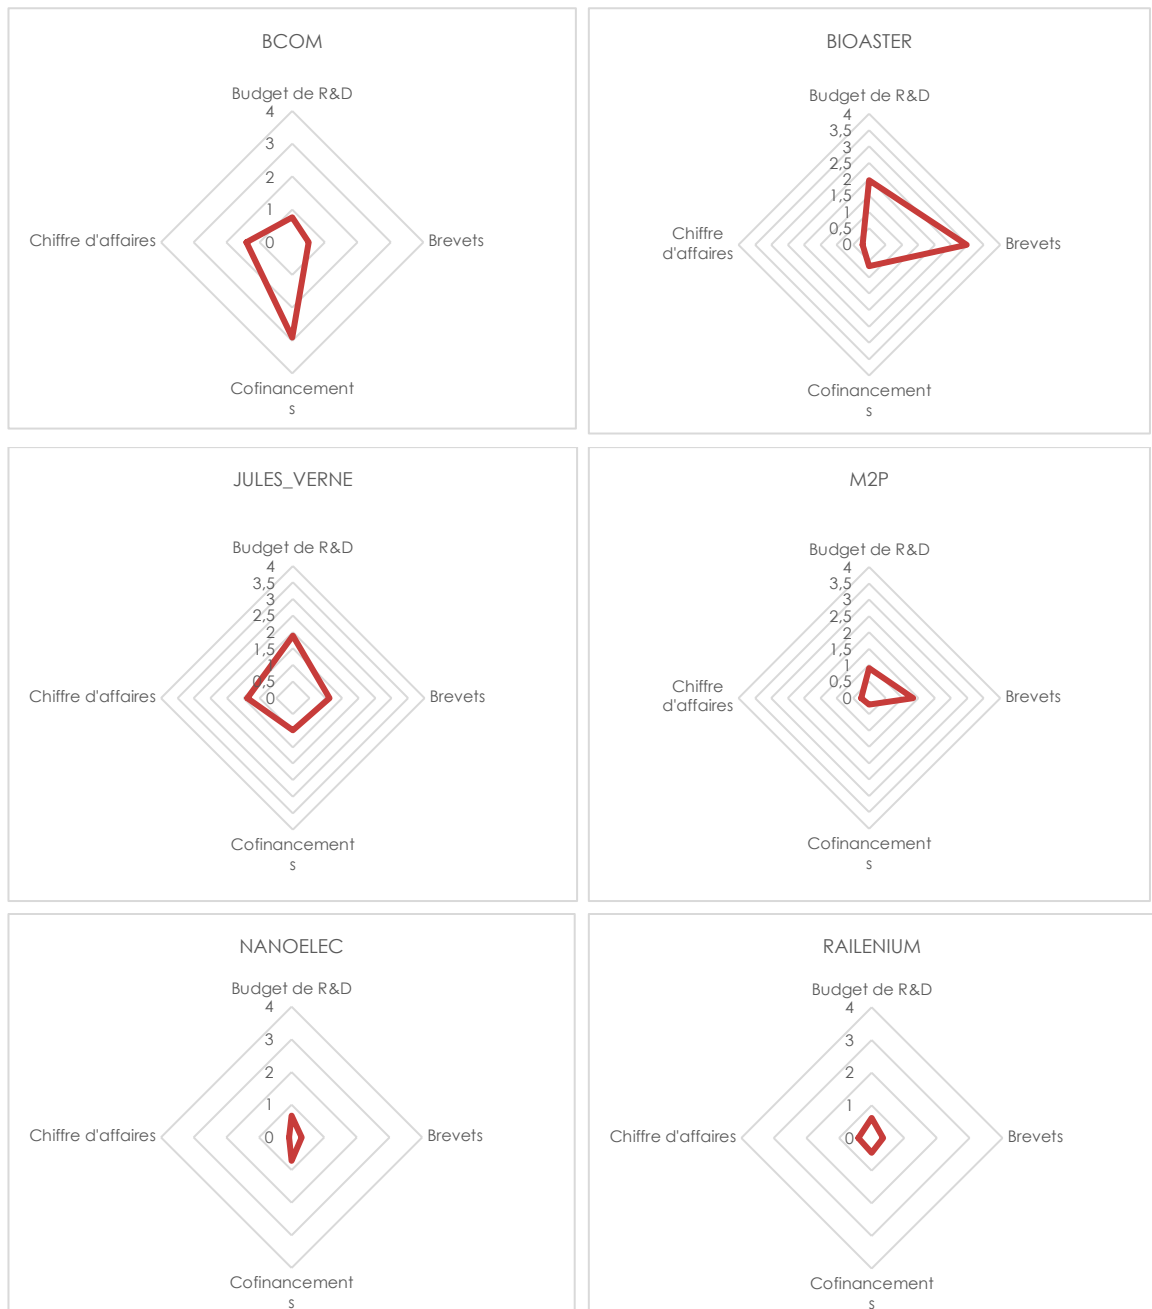 BCOM
Budget de R&D
4
3
2
1
0
Chiffre d'affaires
Brevets
Cofinancement
s
BIOASTER
Budget de R&D
4
3,5
3
2,5
2
1,5
1
0,5
0
Chiffre
d'affaires
Brevets
Cofinancement
s
JULES_VERNE
Budget de R&D
4
3,5
3
2,5
2
1,5
1
0,5
0
Chiffre d'affaires
Brevets
Cofinancement
s
M2P
Budget de R&D
4
3,5
3
2,5
2
1,5
1
0,5
0
Chiffre
d'affaires
Brevets
Cofinancement
s
NANOELEC
Budget de R&D
4
3
2
1
0
Chiffre d'affaires
Brevets
Cofinancement
s
RAILENIUM
Budget de R&D
4
3
2
1
0
Chiffre d'affaires
Brevets
Cofinancement
s